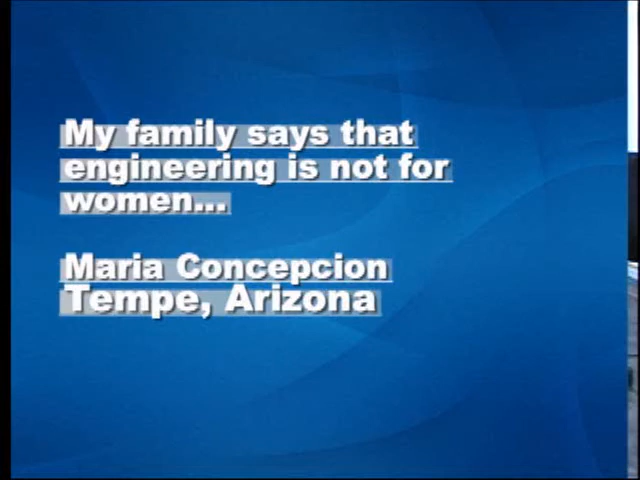 My family says that
engineering is not for
women...
Maria Concepcion
Tempe, Arizona